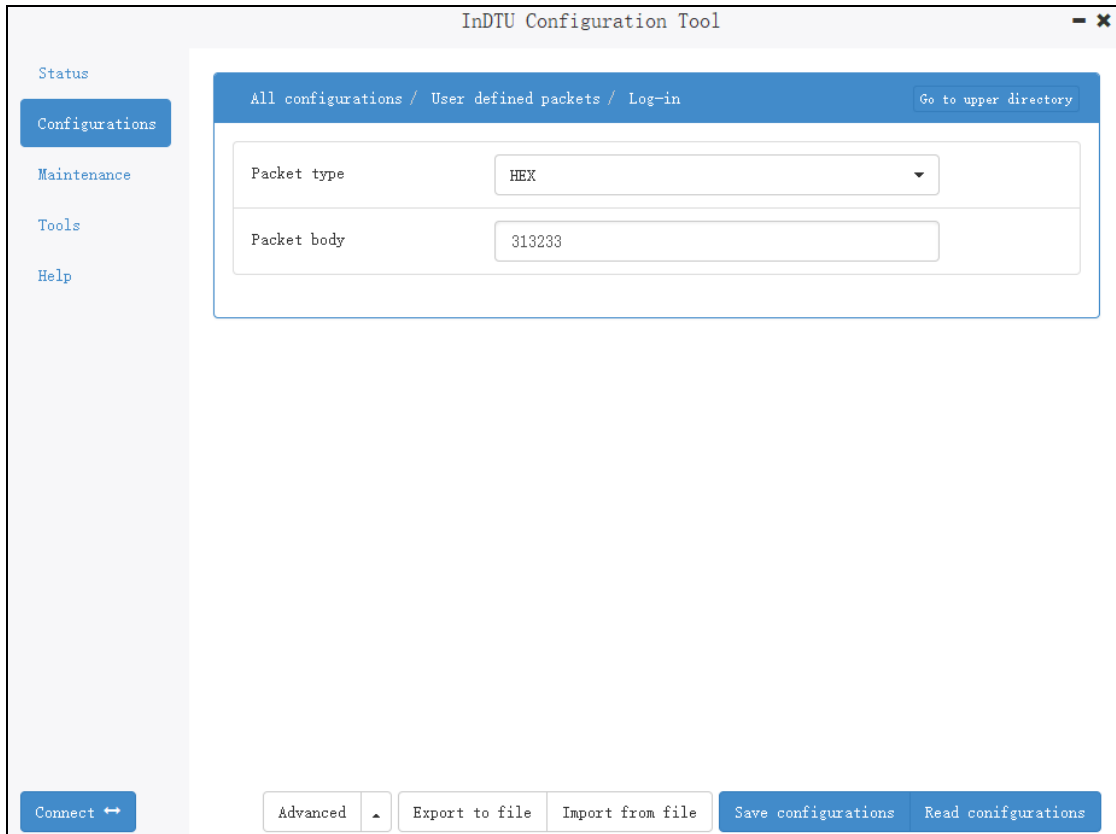 InDTU Configuration Tool
Status
Configurations
Maintenance
Tools
Help
All configurations / User defined packets / Log-in
Go to upper directory
Packet type
HEX
Packet body
313233
Connect
Advanced
Export to file
Import from file
Save configurations
Read conifgurations